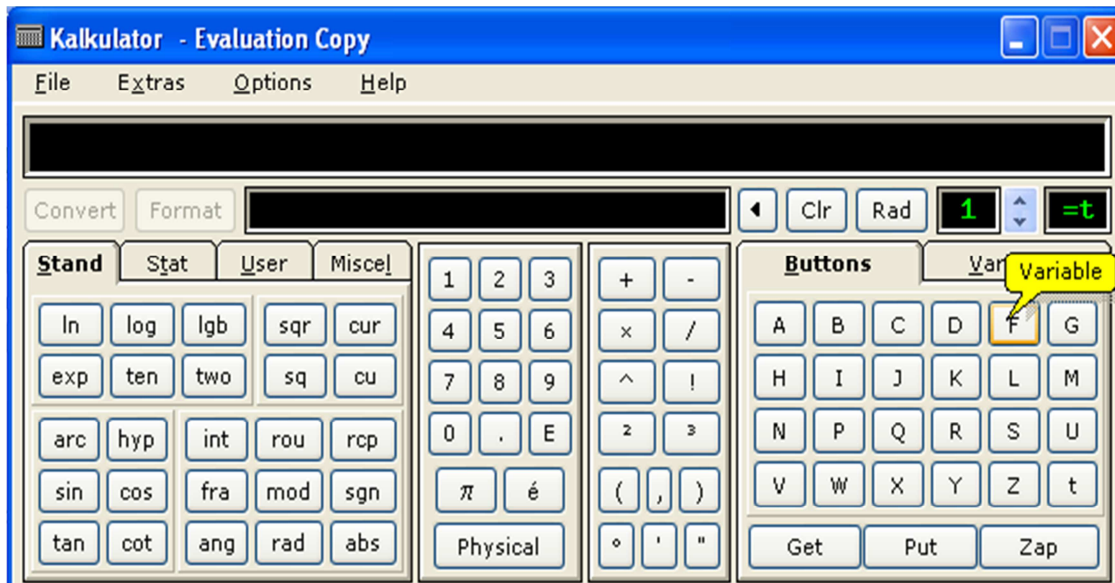 Kalkulator - Evaluation Copy
File Extras Options Help
Convert Format Clr Rad 1 =t
Stand Stat User Miscel
ln log lgb sqr cur
exp ten two sq cu
arc hyp int rou rcp
sin cos fra mod sgn
tan cot ang rad abs
1 2 3
4 5 6
7 8 9
0 . E
π é
Physical
+ -
× /
^ !
² ³
( , )
° ' "
Buttons Var
Variable
A B C D F G
H I J K L M
N P Q R S U
V W X Y Z t
Get Put Zap